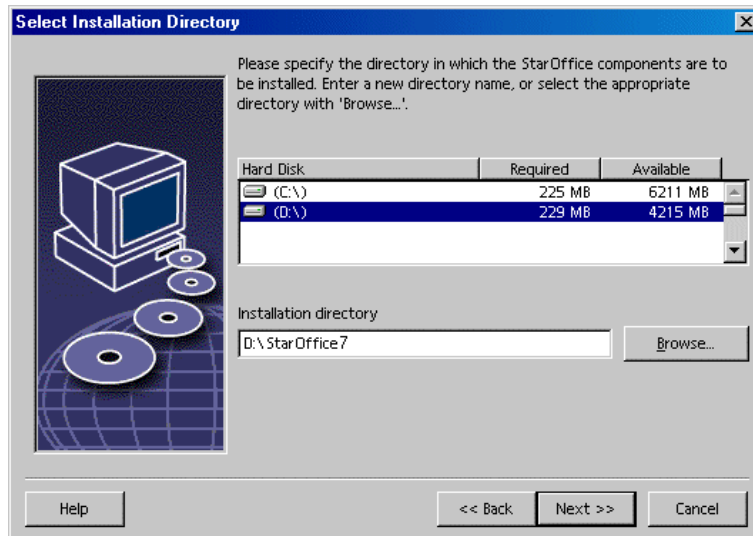 Select Installation Directory
Please specify the directory in which the StarOffice components are to
be installed. Enter a new directory name, or select the appropriate
directory with 'Browse...'.
Hard Disk Required Available
(C:\) 225 MB 6211 MB
(D:\) 229 MB 4215 MB
Installation directory
D:\StarOffice7
Browse...
Help
<< Back
Next >>
Cancel